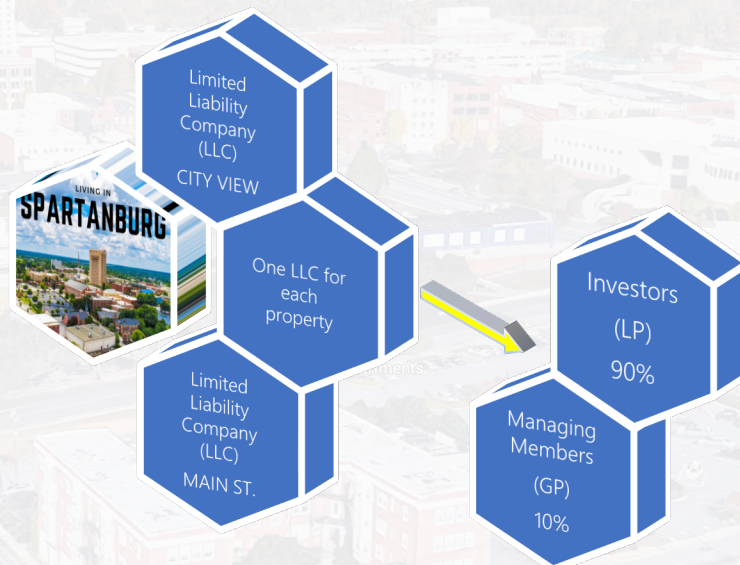 Limited
Liability
Company
(LLC)
CITY VIEW
LIVING IN
SPARTANBURG
One LLC for
each
property
Limited
Liability
Company
(LLC)
MAIN ST.
Investors
(LP)
90%
Managing
Members
(GP)
10%